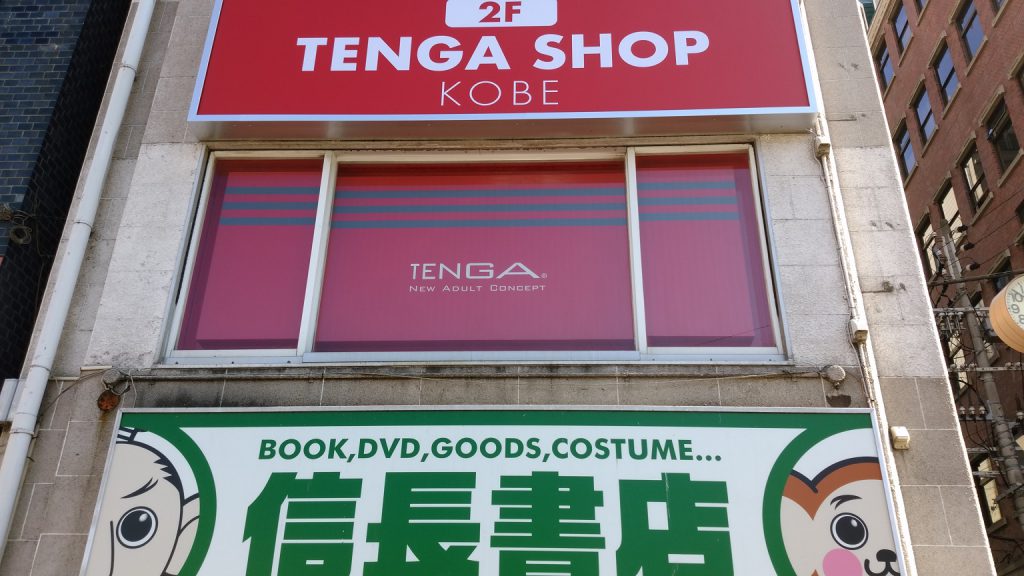 2F
TENGA SHOP
KOBE
TENGA®
NEW ADULT CONCEPT
BOOK,DVD,GOODS,COSTUME...
信長書店